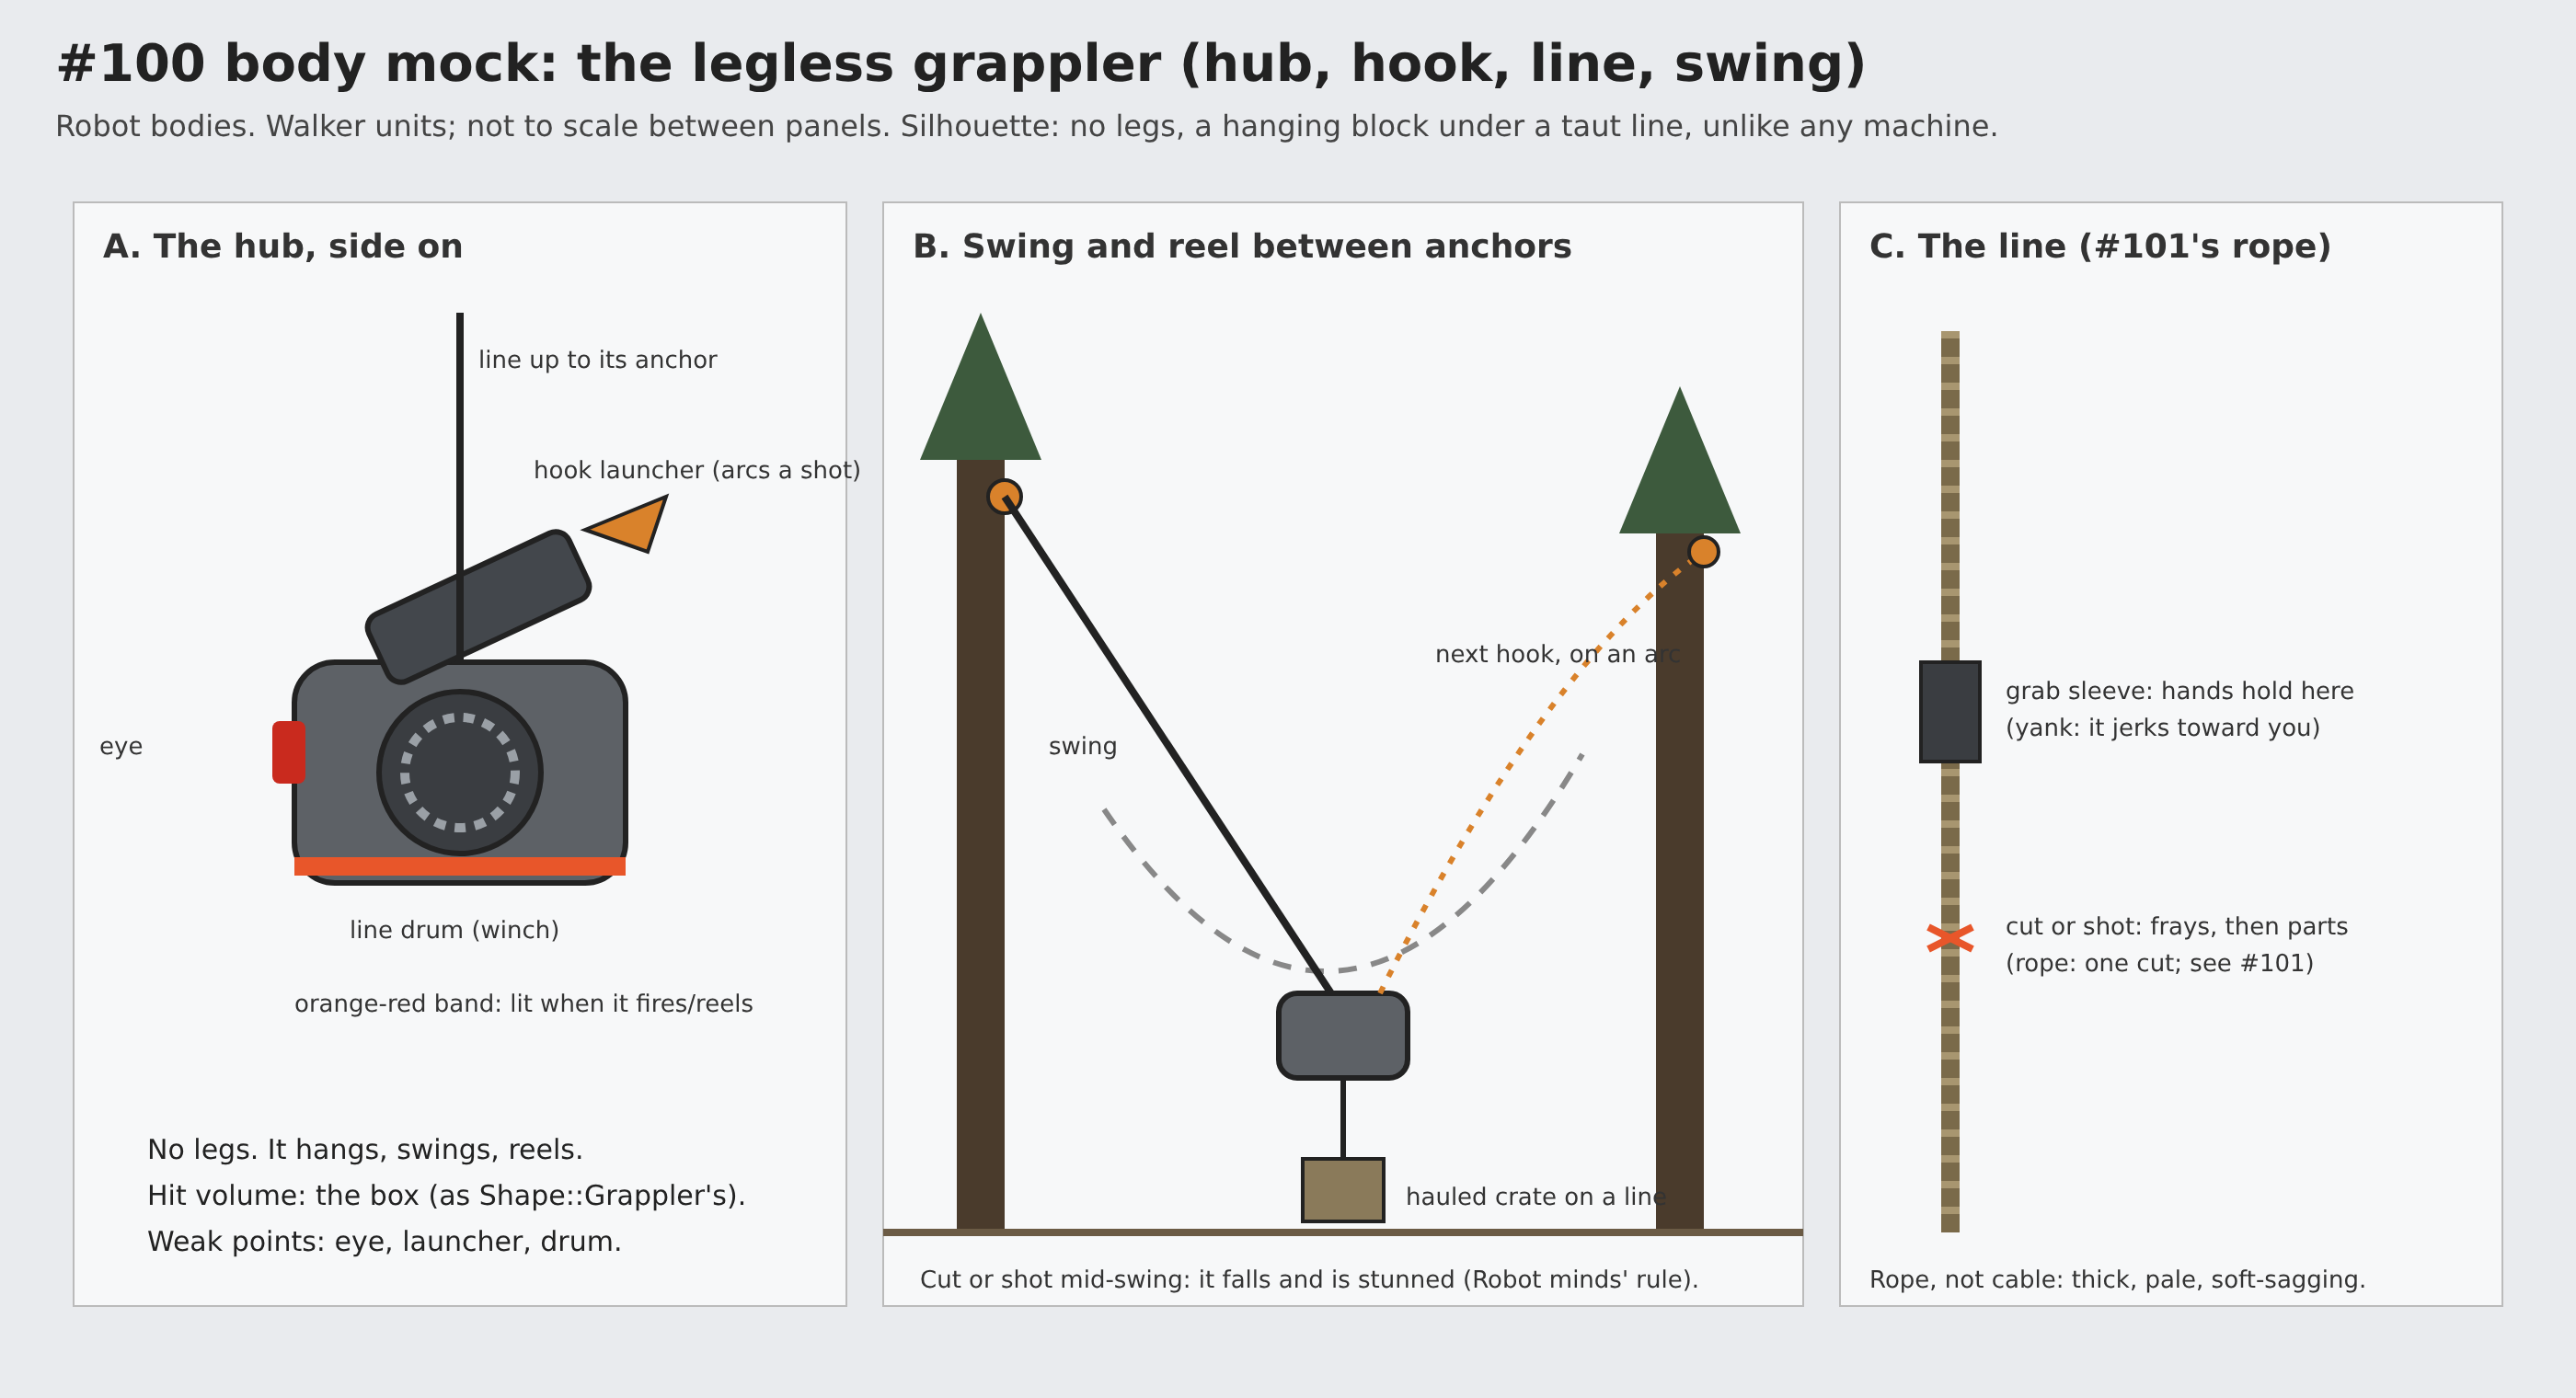 #100 body mock: the legless grappler (hub, hook, line, swing)
Robot bodies. Walker units; not to scale between panels. Silhouette: no legs, a hanging block under a taut line, unlike any machine.
A. The hub, side on
line up to its anchor
hook launcher (arcs a shot)
eye
line drum (winch)
orange-red band: lit when it fires/reels
No legs. It hangs, swings, reels.
Hit volume: the box (as Shape::Grappler's).
Weak points: eye, launcher, drum.
B. Swing and reel between anchors
next hook, on an arc
swing
hauled crate on a line
Cut or shot mid-swing: it falls and is stunned (Robot minds' rule).
C. The line (#101's rope)
grab sleeve: hands hold here
(yank: it jerks toward you)
cut or shot: frays, then parts
(rope: one cut; see #101)
Rope, not cable: thick, pale, soft-sagging.